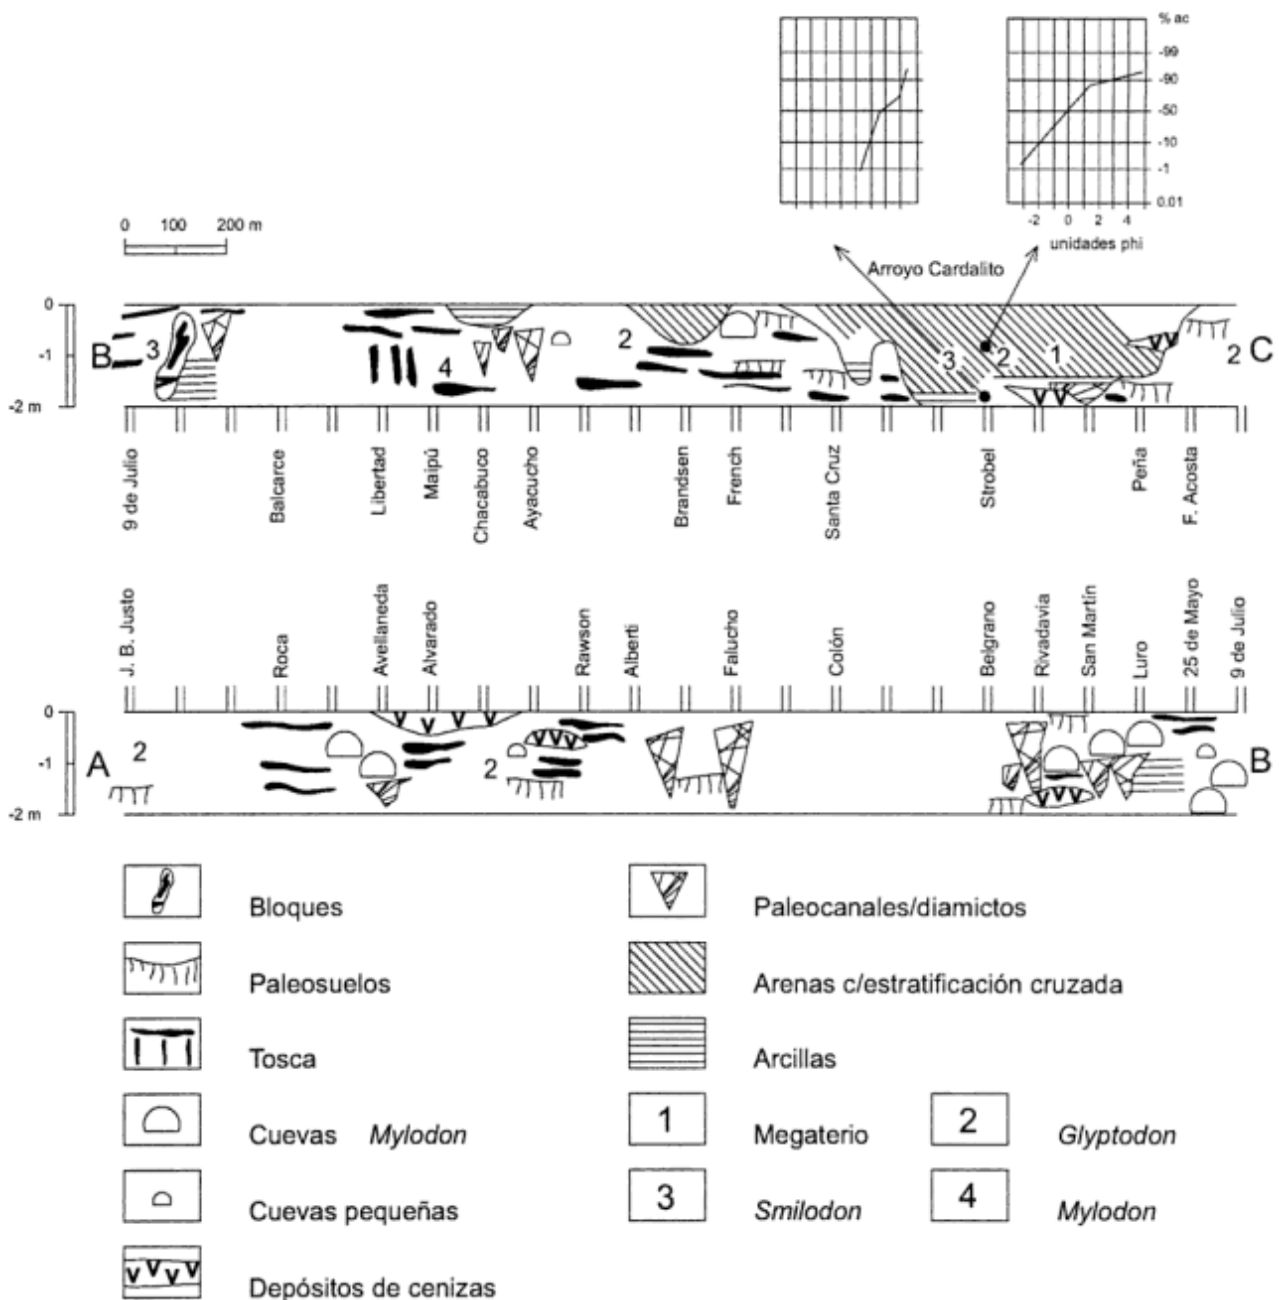 % ac
-99
-90
-50
-10
-1
0.01
-2 0 2 4
unidades phi
0 100 200 m
Arroyo Cardalito
0
-1
-2 m
B 3 4 2 3 2 1 2 C
9 de Julio
Balcarce
Libertad
Maipú
Chacabuco
Ayacucho
Brandsen
French
Santa Cruz
Strobel
Peña
F. Acosta
J. B. Justo
Roca
Avellaneda
Alvarado
Rawson
Alberti
Falucho
Colón
Belgrano
Rivadavia
San Martín
Luro
25 de Mayo
9 de Julio
0
-1
-2 m
A 2 2 B
Bloques
Paleocanales/diamictos
Paleosuelos
Arenas c/estratificación cruzada
Tosca
Arcillas
Cuevas Mylodon
1 Megaterio
2 Glyptodon
Cuevas pequeñas
3 Smilodon
4 Mylodon
Depósitos de cenizas